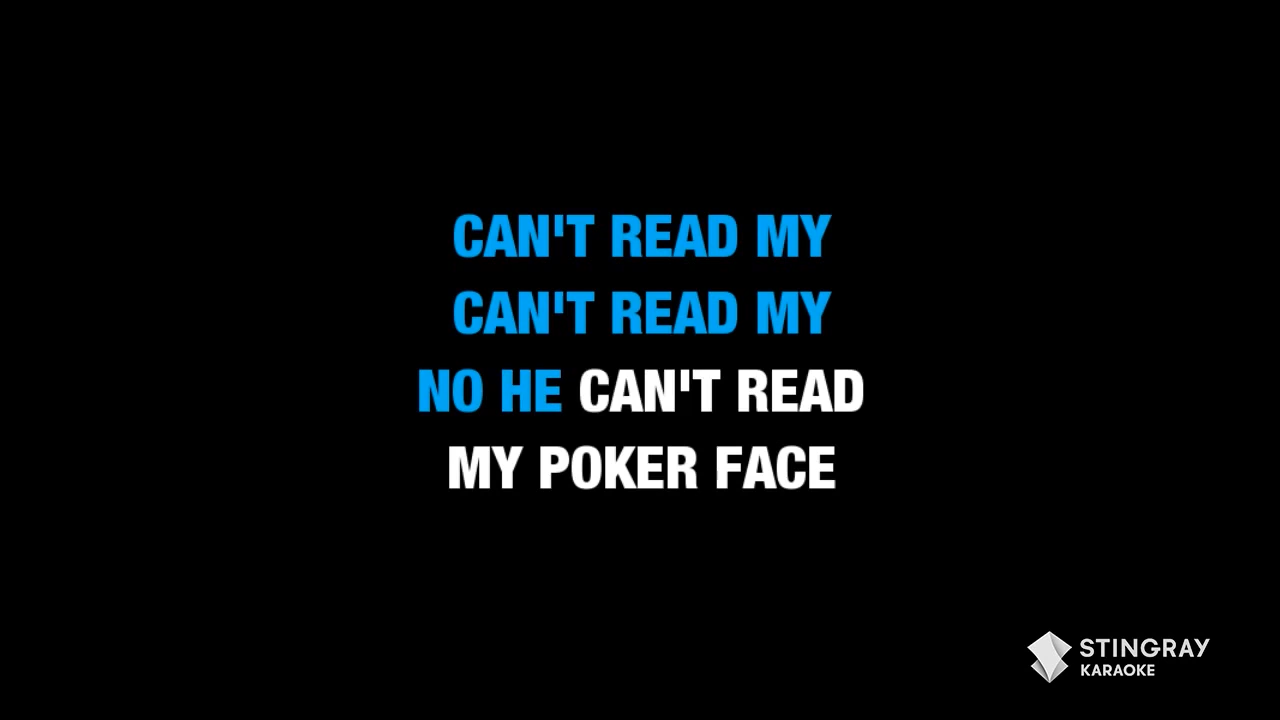 CAN'T READ MY
CAN'T READ MY
NO HE CAN'T READ
MY POKER FACE
STINGRAY
KARAOKE